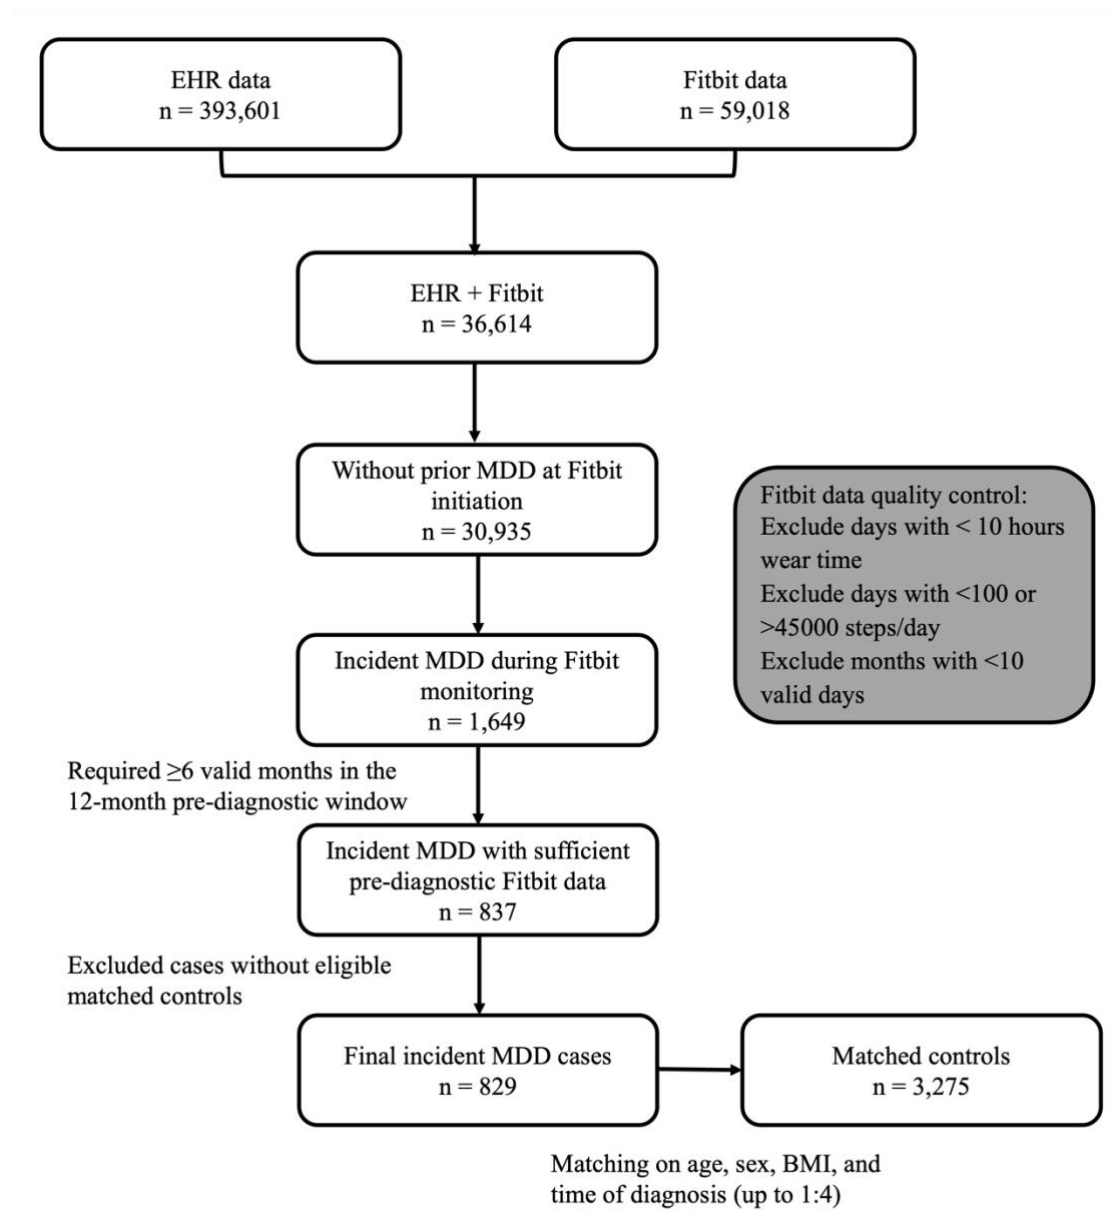 EHR data
n = 393,601
Fitbit data
n = 59,018
EHR + Fitbit
n = 36,614
Without prior MDD at Fitbit
initiation
n = 30,935
Fitbit data quality control:
Exclude days with < 10 hours
wear time
Exclude days with <100 or
>45000 steps/day
Exclude months with <10
valid days
Incident MDD during Fitbit
monitoring
n = 1,649
Required ≥6 valid months in the
12-month pre-diagnostic window
Incident MDD with sufficient
pre-diagnostic Fitbit data
n = 837
Excluded cases without eligible
matched controls
Final incident MDD cases
n = 829
Matched controls
n = 3,275
Matching on age, sex, BMI, and
time of diagnosis (up to 1:4)